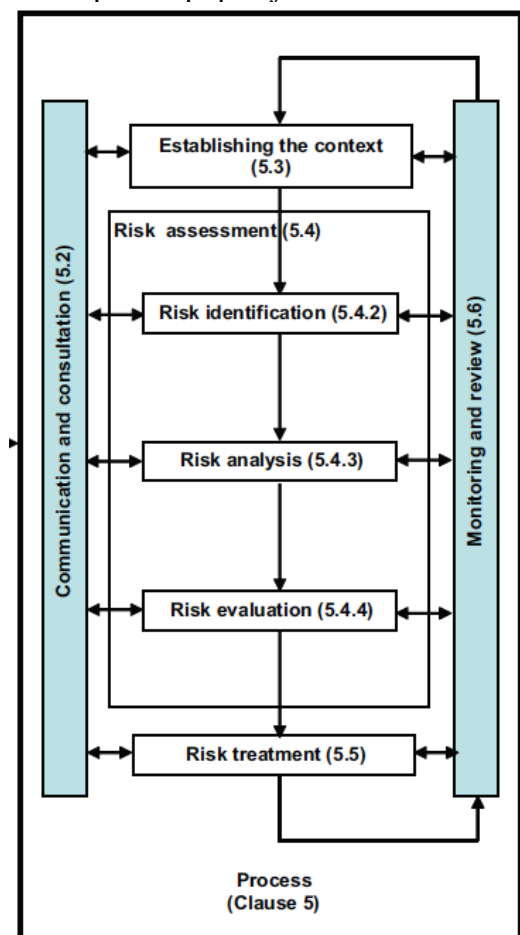 Establishing the context
(5.3)
Risk assessment (5.4)
Communication and consultation (5.2)
Risk identification (5.4.2)
Monitoring and review (5.6)
Risk analysis (5.4.3)
Risk evaluation (5.4.4)
Risk treatment (5.5)
Process
(Clause 5)